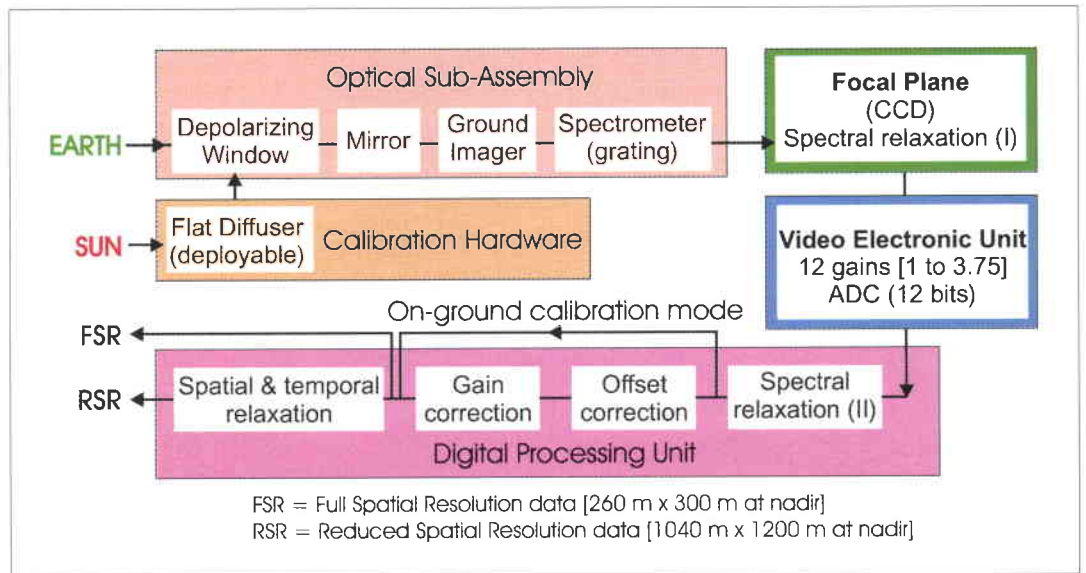 Optical Sub-Assembly
EARTH
Depolarizing
Window
Mirror
Ground
Imager
Spectrometer
(grating)
Focal Plane
(CCD)
Spectral relaxation (I)
SUN
Flat Diffuser
(deployable)
Calibration Hardware
Video Electronic Unit
12 gains [1 to 3.75]
ADC (12 bits)
On-ground calibration mode
FSR
RSR
Spatial & temporal
relaxation
Gain
correction
Offset
correction
Spectral
relaxation (II)
Digital Processing Unit
FSR = Full Spatial Resolution data [260 m x 300 m at nadir]
RSR = Reduced Spatial Resolution data [1040 m x 1200 m at nadir]